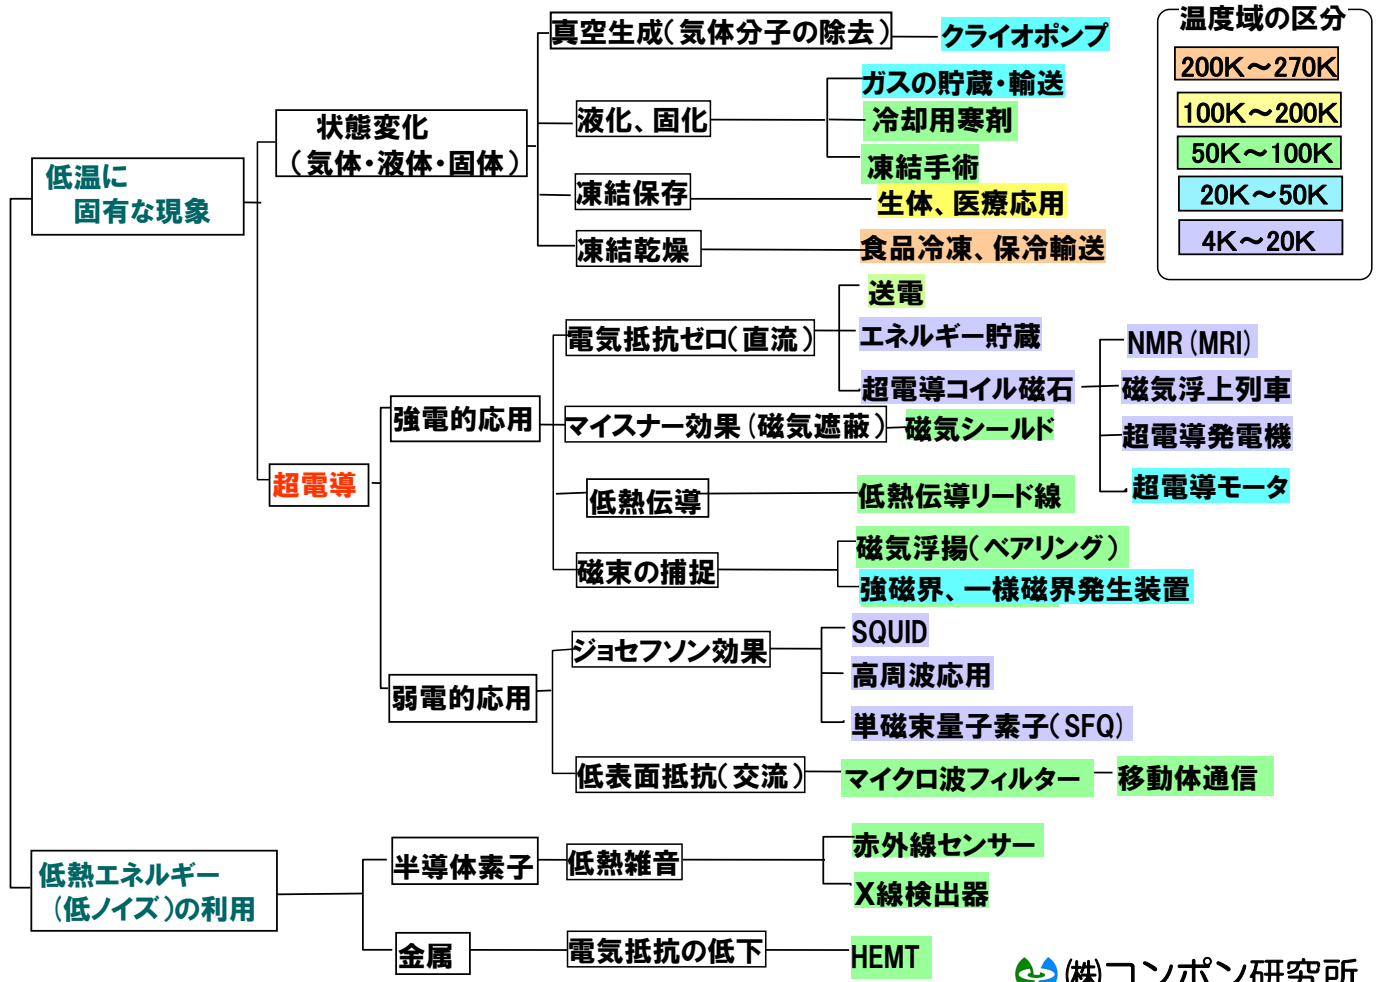 真空生成(気体分子の除去)
クライオポンプ
温度域の区分
200K～270K
100K～200K
50K～100K
20K～50K
4K～20K
ガスの貯蔵・輸送
液化、固化
冷却用寒剤
凍結手術
状態変化
(気体・液体・固体)
低温に
固有な現象
凍結保存
生体、医療応用
凍結乾燥
食品冷凍、保冷輸送
送電
電気抵抗ゼロ(直流)
エネルギー貯蔵
超電導コイル磁石
NMR(MRI)
磁気浮上列車
超電導発電機
超電導モータ
強電的応用
マイスナー効果(磁気遮蔽)
磁気シールド
超電導
低熱伝導
低熱伝導リード線
磁束の捕捉
磁気浮揚(ベアリング)
強磁界、一様磁界発生装置
ジョセフソン効果
SQUID
高周波応用
単磁束量子素子(SFQ)
弱電的応用
低表面抵抗(交流)
マイクロ波フィルター
移動体通信
低熱エネルギー
(低ノイズ)の利用
半導体素子
低熱雑音
赤外線センサー
X線検出器
金属
電気抵抗の低下
HEMT
(株)コンポン研究所